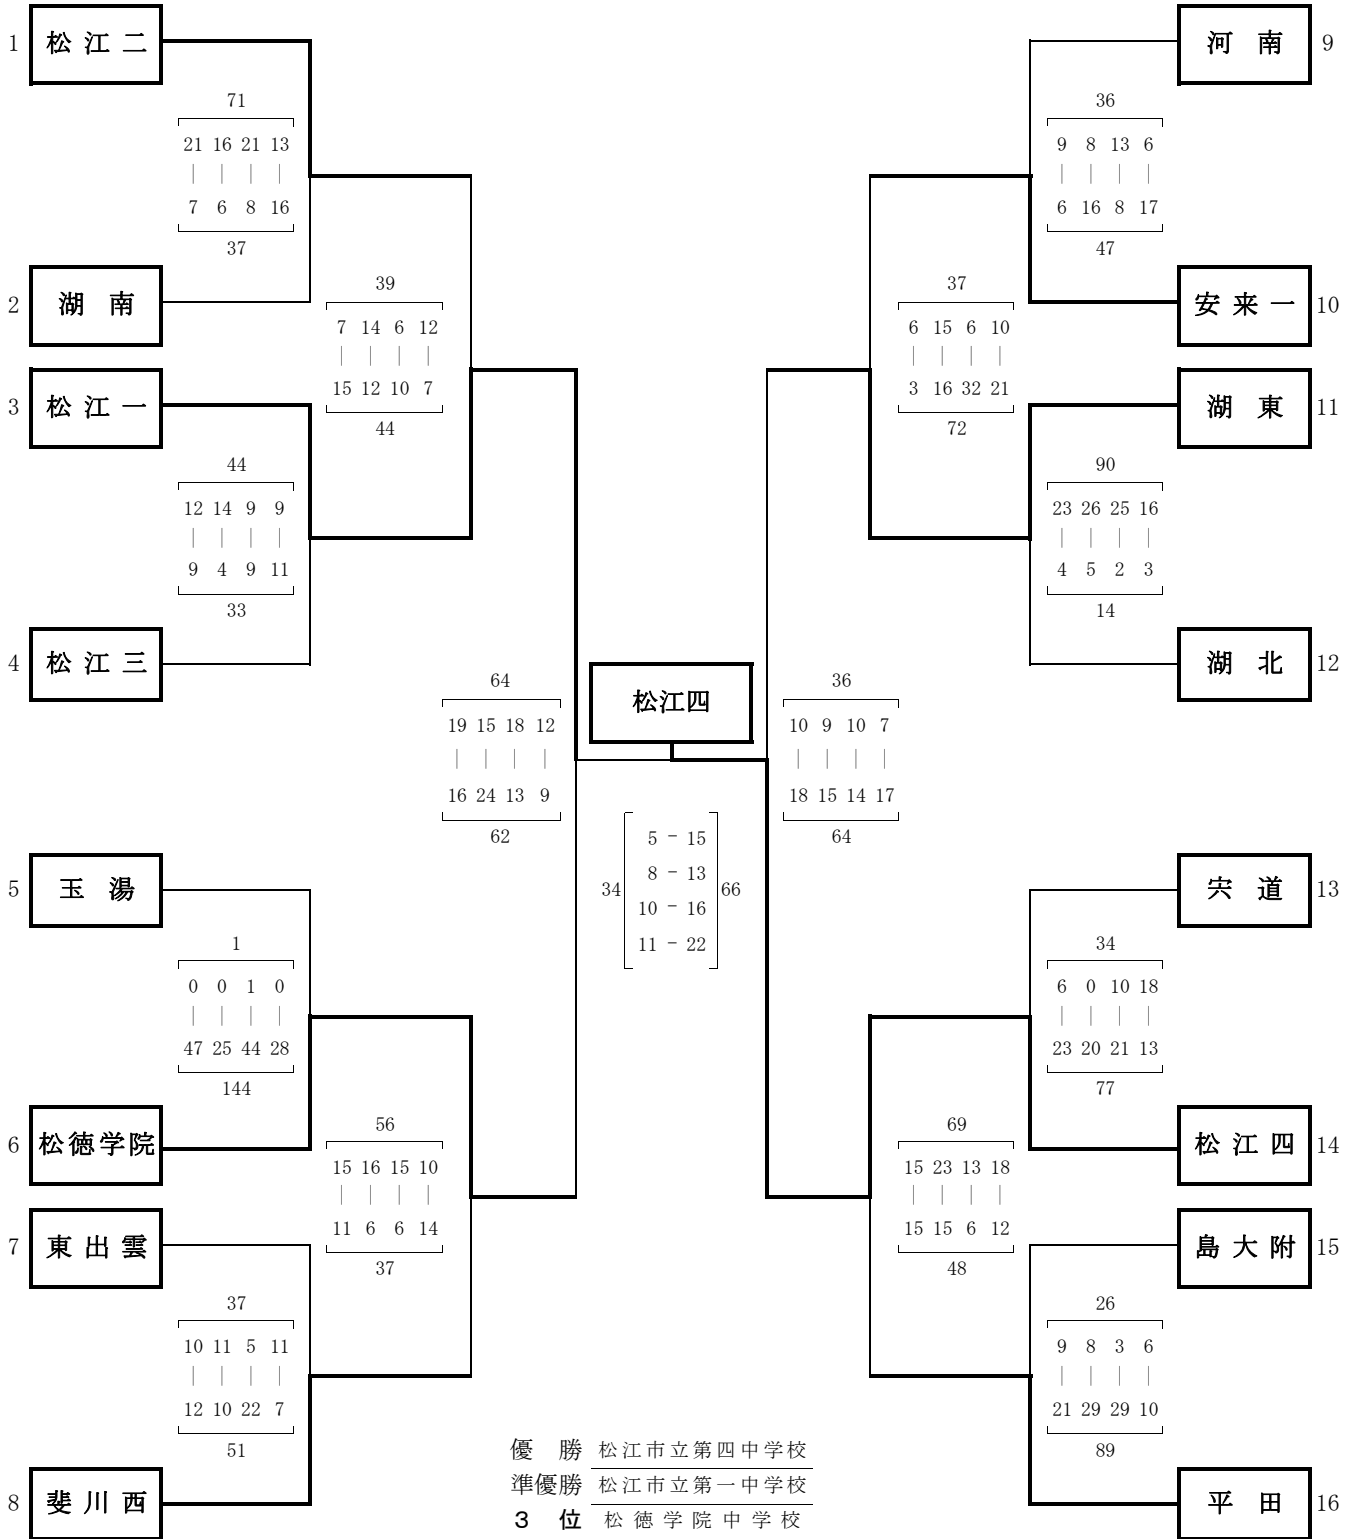 1 松江二
71
21 16 21 13
| | | |
7 6 8 16
37
2 湖南
39
7 14 6 12
| | | |
15 12 10 7
44
3 松江一
44
12 14 9 9
| | | |
9 4 9 11
33
4 松江三
64
19 15 18 12
| | | |
16 24 13 9
62
5 玉湯
1
0 0 1 0
| | | |
47 25 44 28
144
6 松徳学院
56
15 16 15 10
| | | |
11 6 6 14
37
7 東出雲
37
10 11 5 11
| | | |
12 10 22 7
51
8 斐川西
松江四
5 - 15
8 - 13
34 66
10 - 16
11 - 22
河南 9
36
9 8 13 6
| | | |
6 16 8 17
47
安来一 10
37
6 15 6 10
| | | |
3 16 32 21
72
湖東 11
90
23 26 25 16
| | | |
4 5 2 3
14
湖北 12
36
10 9 10 7
| | | |
18 15 14 17
64
宍道 13
34
6 0 10 18
| | | |
23 20 21 13
77
松江四 14
69
15 23 13 18
| | | |
15 15 6 12
48
島大附 15
26
9 8 3 6
| | | |
21 29 29 10
89
平田 16
優勝 松江市立第四中学校
準優勝 松江市立第一中学校
3位 松徳学院中学校